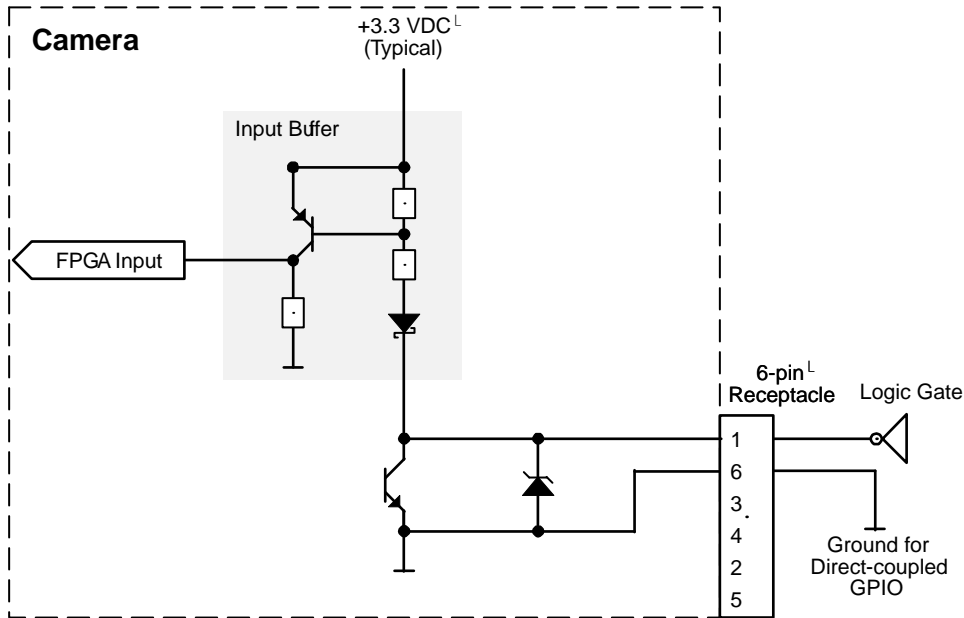 Camera
+3.3 VDC└
(Typical)
Input Buffer
FPGA Input
6-pin└
Receptacle
Logic Gate
1
6
3
4
2
5
Ground for
Direct-coupled
GPIO